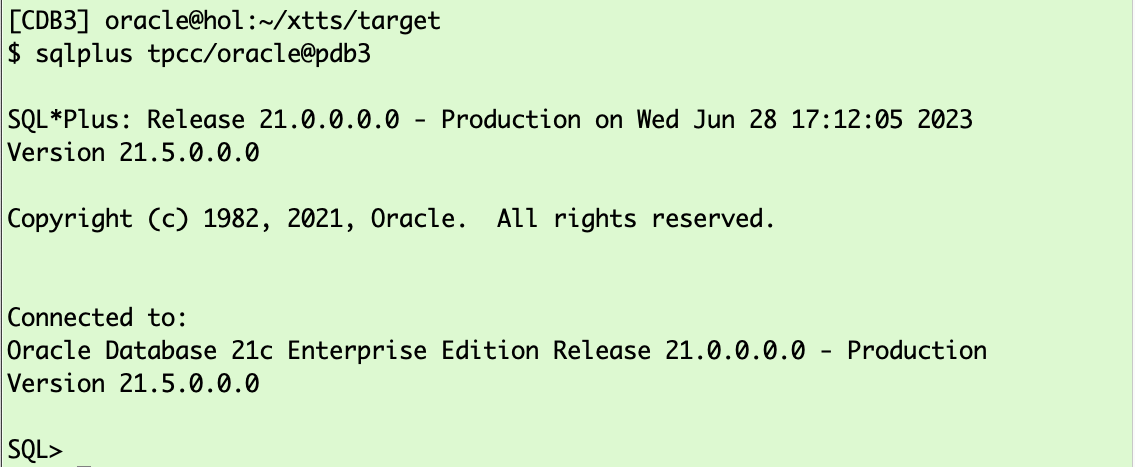 [CDB3] oracle@hol:~/xtts/target
$ sqlplus tpcc/oracle@pdb3
SQL*Plus: Release 21.0.0.0.0 - Production on Wed Jun 28 17:12:05 2023
Version 21.5.0.0.0
Copyright (c) 1982, 2021, Oracle.  All rights reserved.
Connected to:
Oracle Database 21c Enterprise Edition Release 21.0.0.0.0 - Production
Version 21.5.0.0.0
SQL>